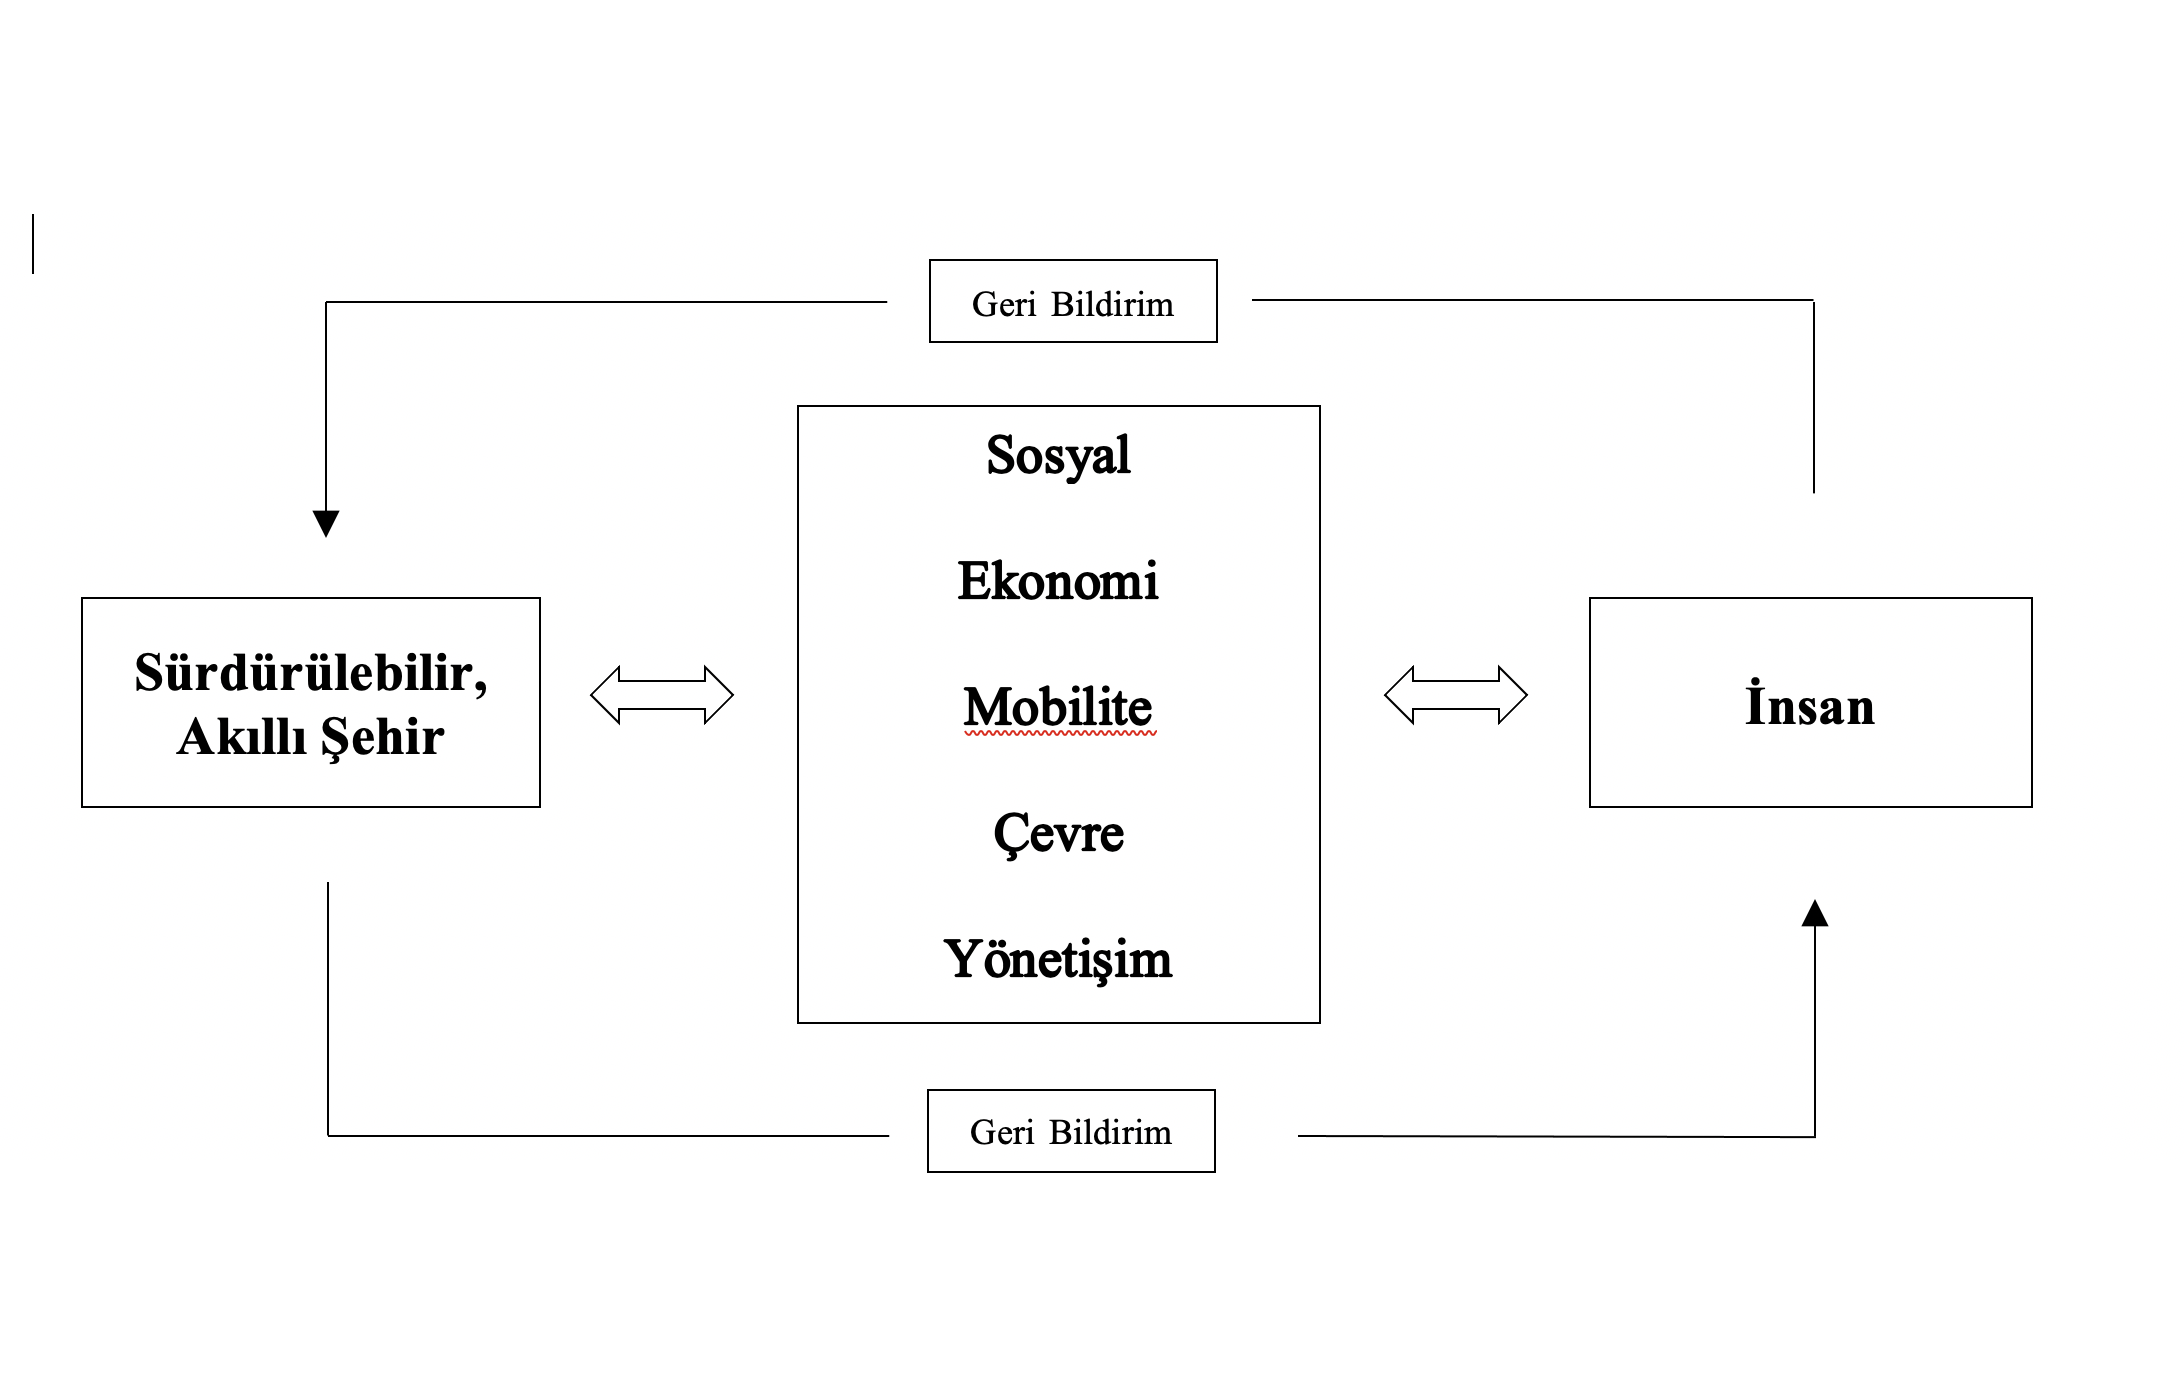 Geri Bildirim
Sosyal
Ekonomi
Mobilite
Çevre
Yönetişim
Sürdürülebilir,
Akıllı Şehir
İnsan
Geri Bildirim